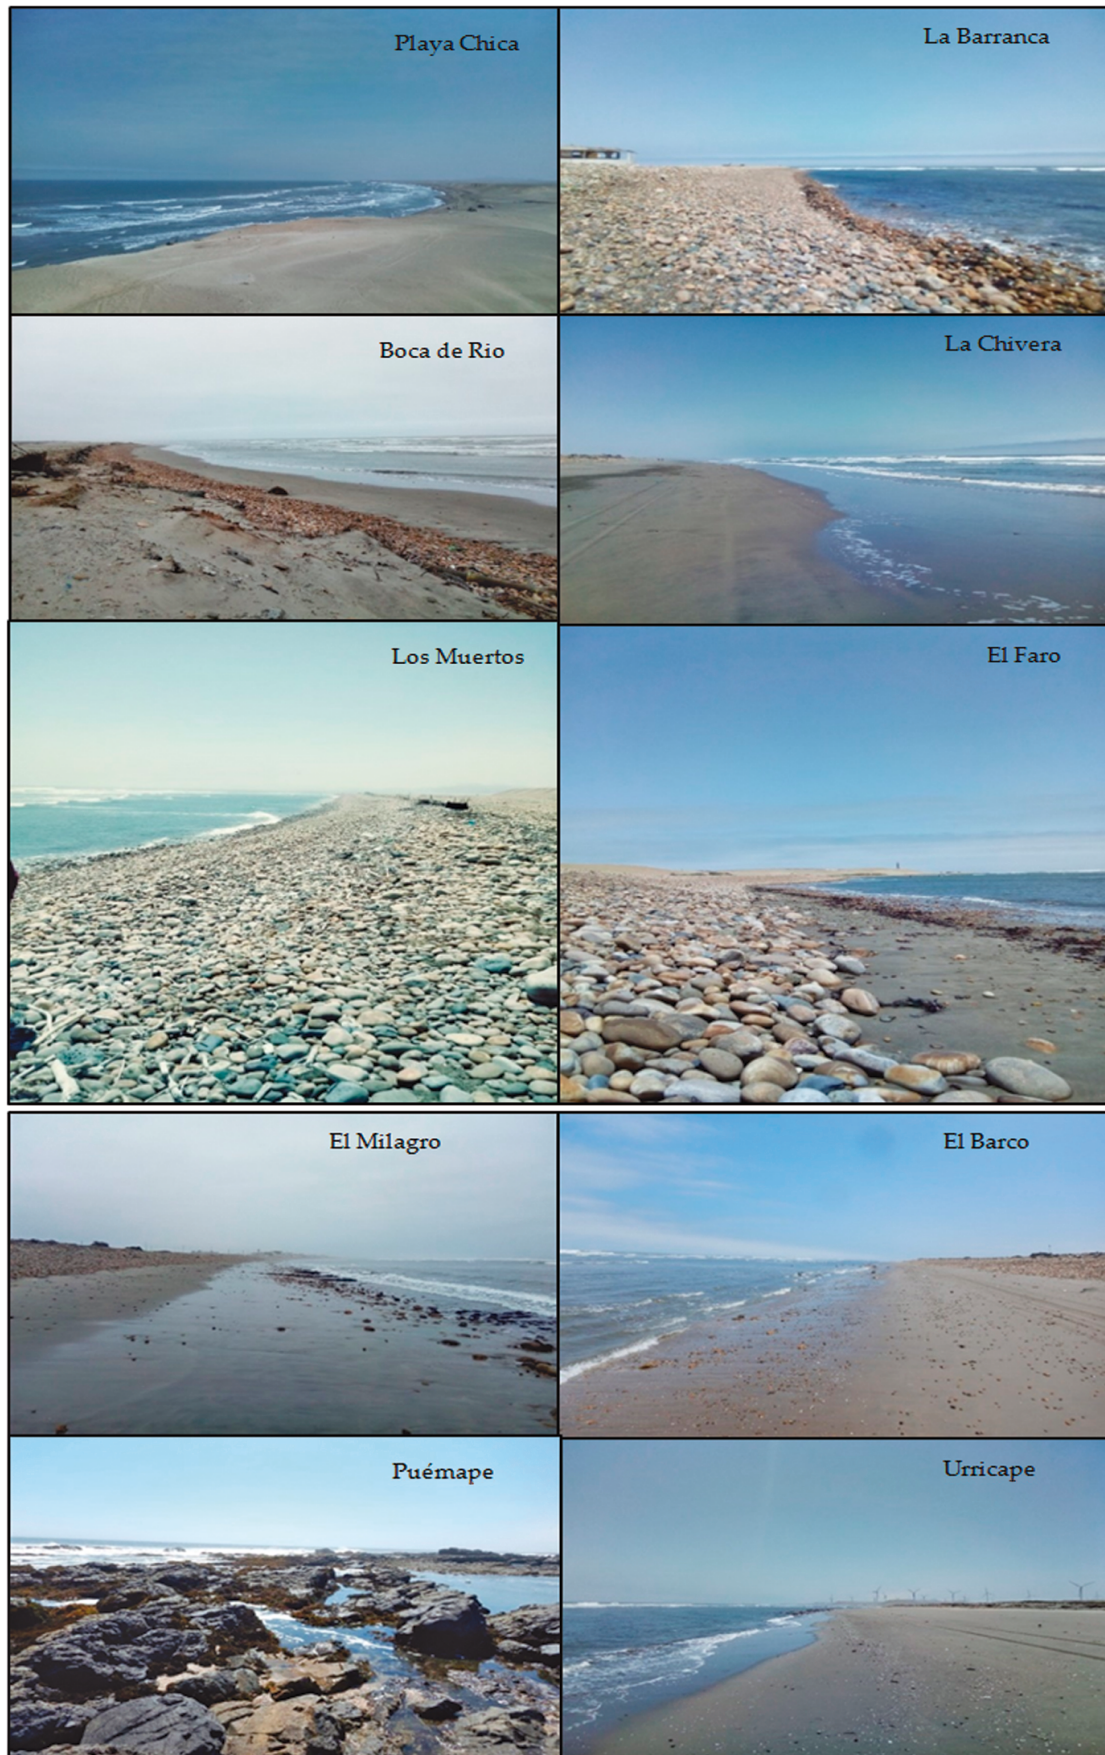 Playa Chica
La Barranca
Boca de Rio
La Chivera
Los Muertos
El Faro
El Milagro
El Barco
Puémape
Urricape